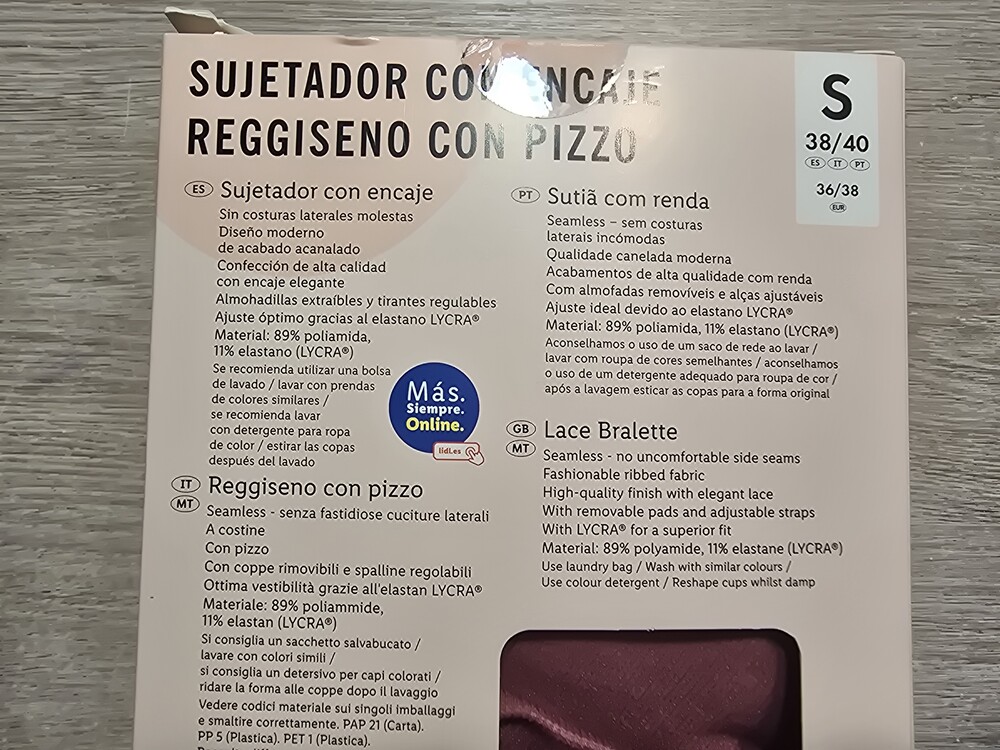 SUJETADOR CON ENCAJE
REGGISENO CON PIZZO
S
38/40
ES IT PT
36/38
EUR
ES Sujetador con encaje
Sin costuras laterales molestas
Diseño moderno
de acabado acanalado
Confección de alta calidad
con encaje elegante
Almohadillas extraíbles y tirantes regulables
Ajuste óptimo gracias al elastano LYCRA®
Material: 89% poliamida,
11% elastano (LYCRA®)
Se recomienda utilizar una bolsa
de lavado / lavar con prendas
de colores similares /
se recomienda lavar
con detergente para ropa
de color / estirar las copas
después del lavado
Más.
Siempre.
Online.
lidl.es
IT MT Reggiseno con pizzo
Seamless - senza fastidiose cuciture laterali
A costine
Con pizzo
Con coppe rimovibili e spalline regolabili
Ottima vestibilità grazie all'elastan LYCRA®
Materiale: 89% poliammide,
11% elastan (LYCRA®)
Si consiglia un sacchetto salvabucato /
lavare con colori simili /
si consiglia un detersivo per capi colorati /
ridare la forma alle coppe dopo il lavaggio
Vedere codici materiale sui singoli imballaggi
e smaltire correttamente. PAP 21 (Carta).
PP 5 (Plastica). PET 1 (Plastica).
PT Sutiã com renda
Seamless – sem costuras
laterais incómodas
Qualidade canelada moderna
Acabamentos de alta qualidade com renda
Com almofadas removíveis e alças ajustáveis
Ajuste ideal devido ao elastano LYCRA®
Material: 89% poliamida, 11% elastano (LYCRA®)
Aconselhamos o uso de um saco de rede ao lavar /
lavar com roupa de cores semelhantes / aconselhamos
o uso de um detergente adequado para roupa de cor /
após a lavagem esticar as copas para a forma original
GB MT Lace Bralette
Seamless - no uncomfortable side seams
Fashionable ribbed fabric
High-quality finish with elegant lace
With removable pads and adjustable straps
With LYCRA® for a superior fit
Material: 89% polyamide, 11% elastane (LYCRA®)
Use laundry bag / Wash with similar colours /
Use colour detergent / Reshape cups whilst damp